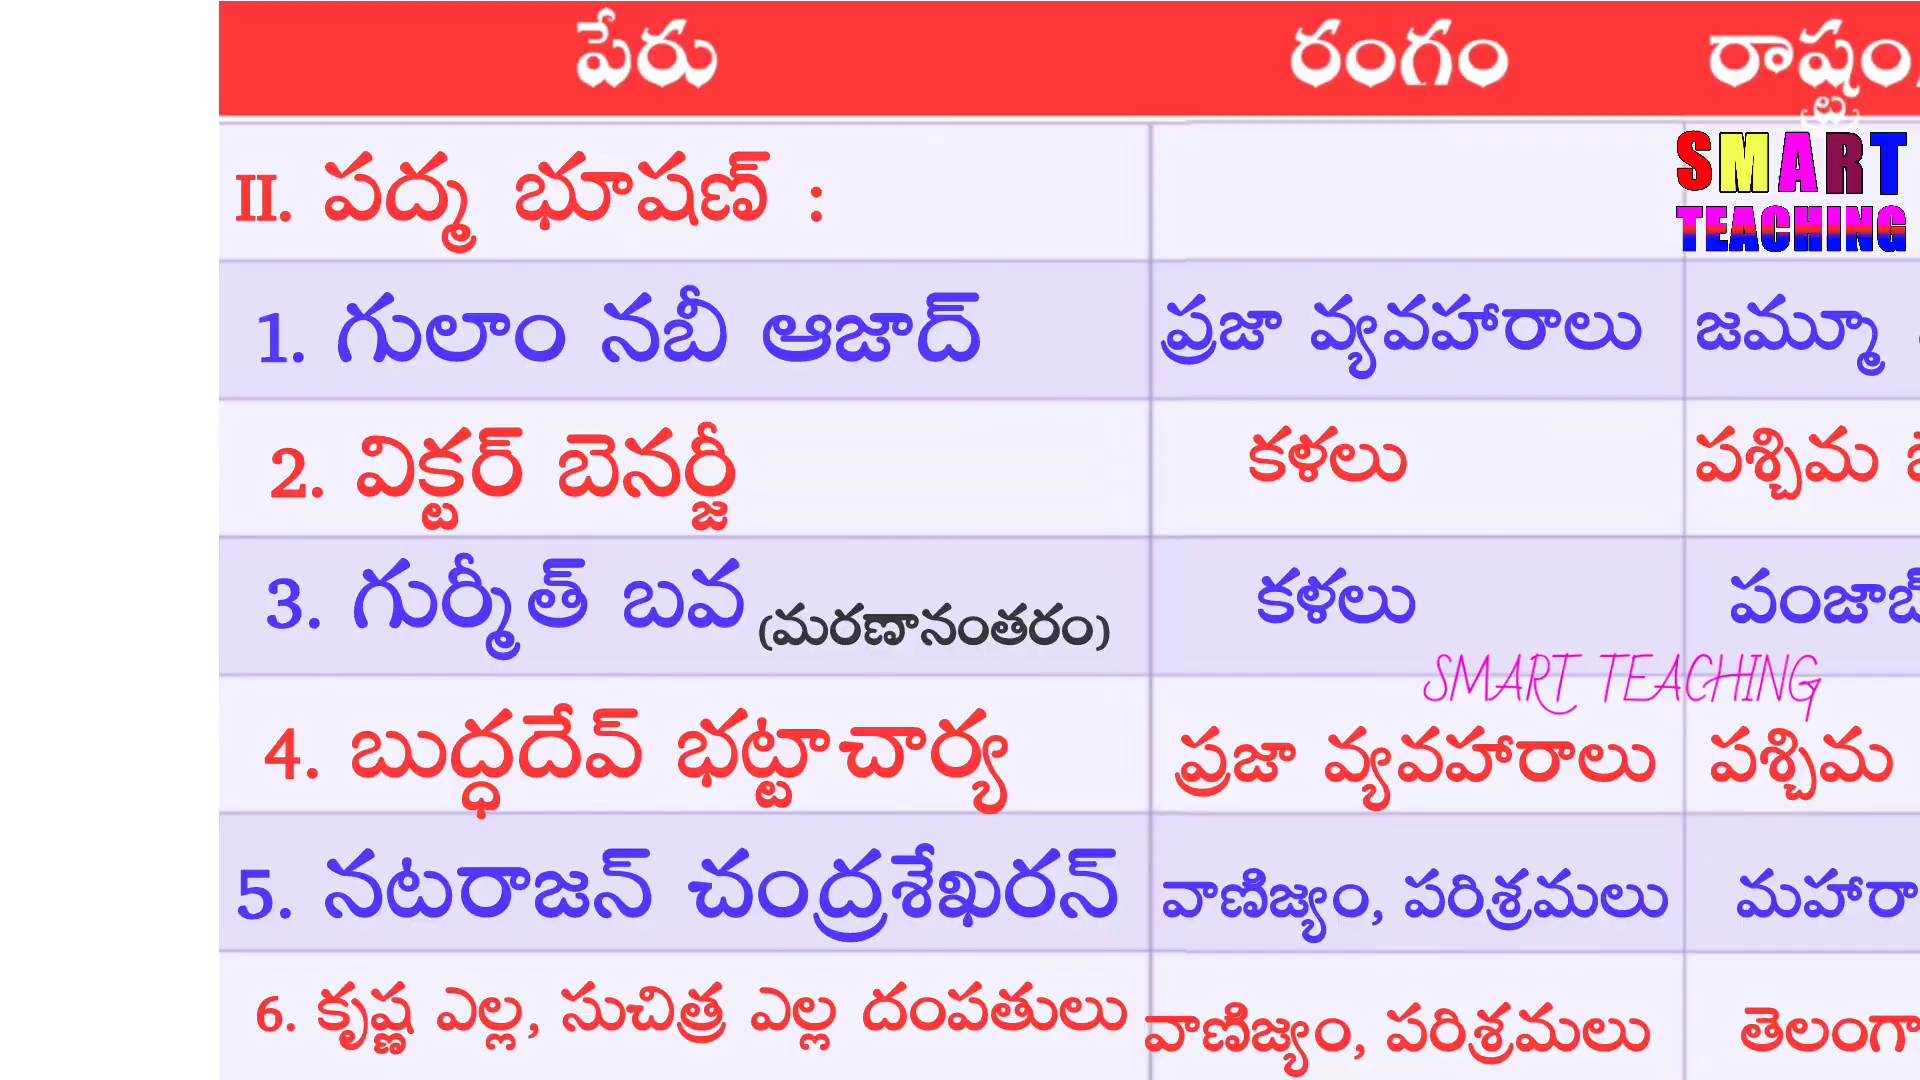 పేరు రంగం రాష్ట్రం
SMART
TEACHING
II. పద్మ భూషణ్ :
1. గులాం నబీ ఆజాద్ ప్రజా వ్యవహారాలు జమ్మూ
2. విక్టర్ బెనర్జీ కళలు పశ్చిమ
3. గుర్మీత్ బవ (మరణానంతరం) కళలు పంజాబ్
SMART TEACHING
4. బుద్ధదేవ్ భట్టాచార్య ప్రజా వ్యవహారాలు పశ్చిమ
5. నటరాజన్ చంద్రశేఖరన్ వాణిజ్యం, పరిశ్రమలు మహారా
6. కృష్ణ ఎల్ల, సుచిత్ర ఎల్ల దంపతులు వాణిజ్యం, పరిశ్రమలు తెలంగా